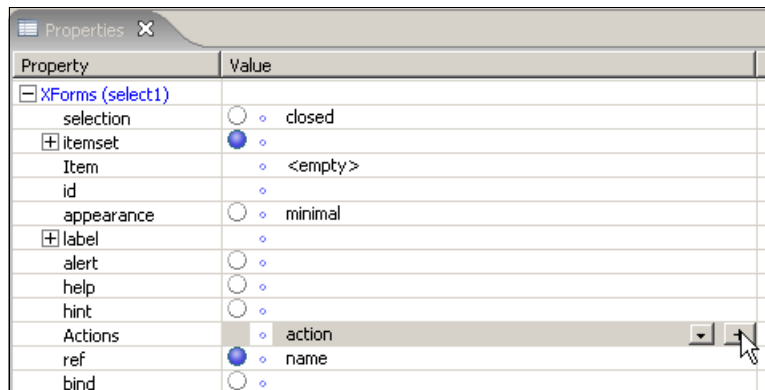 Properties
Property Value
XForms (select1)
selection closed
itemset
Item <empty>
id
appearance minimal
label
alert
help
hint
Actions action
ref name
bind